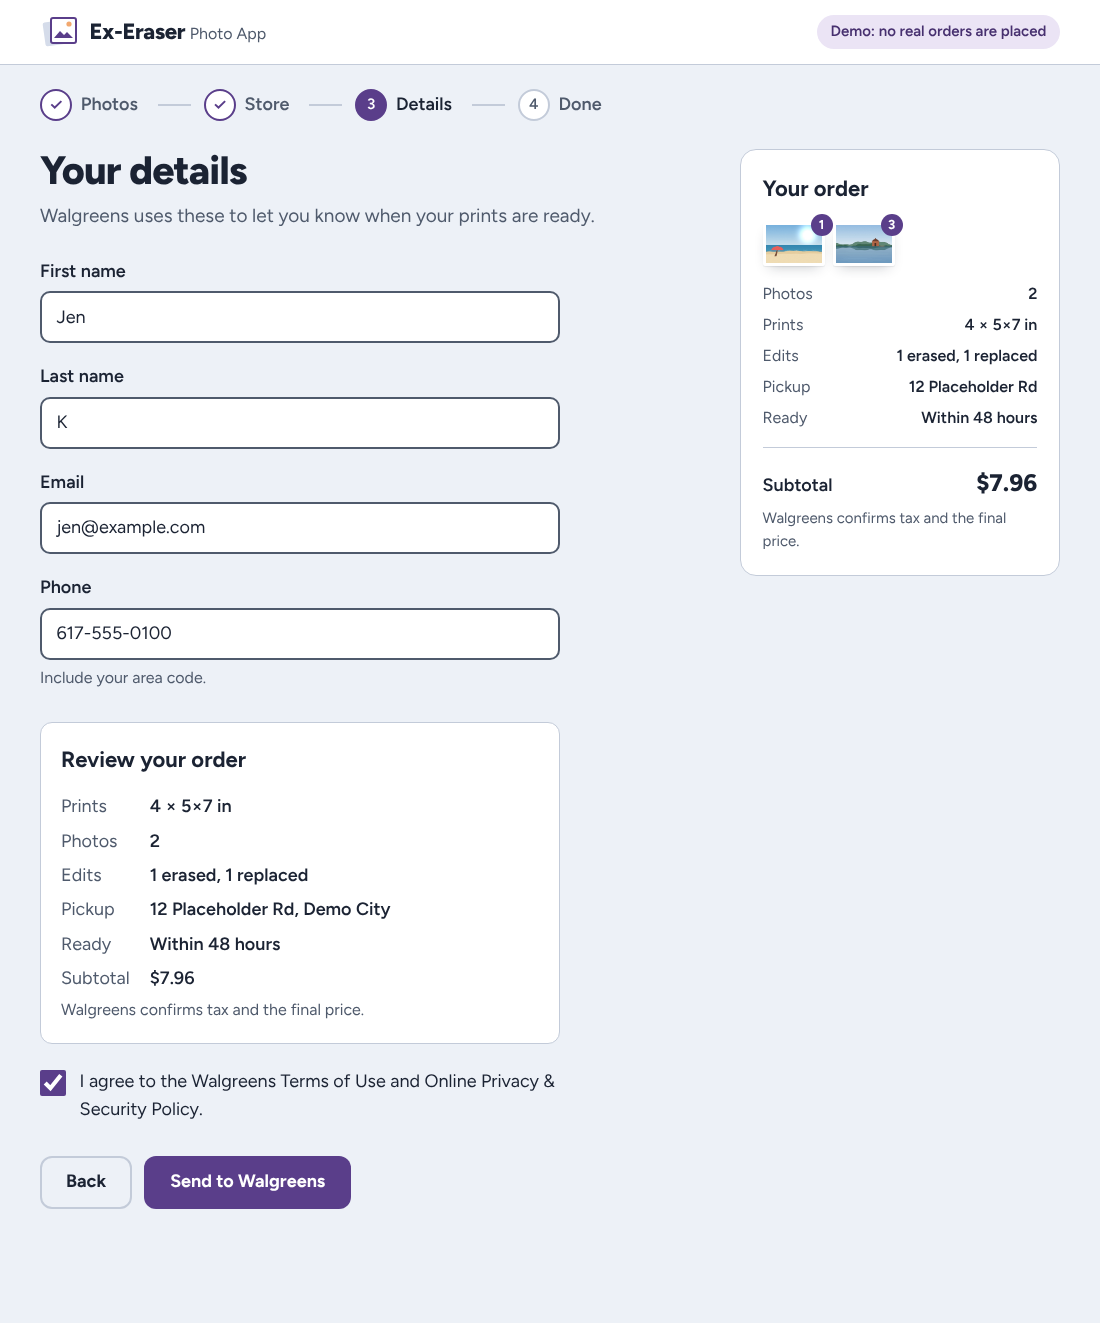 Ex-Eraser Photo App
Demo: no real orders are placed
Photos
Store
3 Details
4 Done
Your details
Walgreens uses these to let you know when your prints are ready.
First name
Jen
Last name
K
Email
jen@example.com
Phone
617-555-0100
Include your area code.
Review your order
Prints 4 × 5×7 in
Photos 2
Edits 1 erased, 1 replaced
Pickup 12 Placeholder Rd, Demo City
Ready Within 48 hours
Subtotal $7.96
Walgreens confirms tax and the final price.
I agree to the Walgreens Terms of Use and Online Privacy &
Security Policy.
Back
Send to Walgreens
Your order
1
3
Photos 2
Prints 4 × 5×7 in
Edits 1 erased, 1 replaced
Pickup 12 Placeholder Rd
Ready Within 48 hours
Subtotal $7.96
Walgreens confirms tax and the final
price.